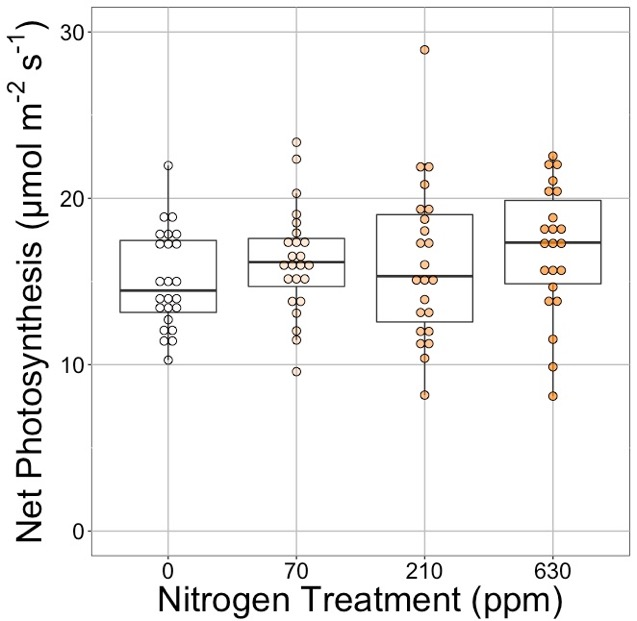 Net Photosynthesis (μmol m⁻² s⁻¹)
30
20
10
0
0 70 210 630
Nitrogen Treatment (ppm)